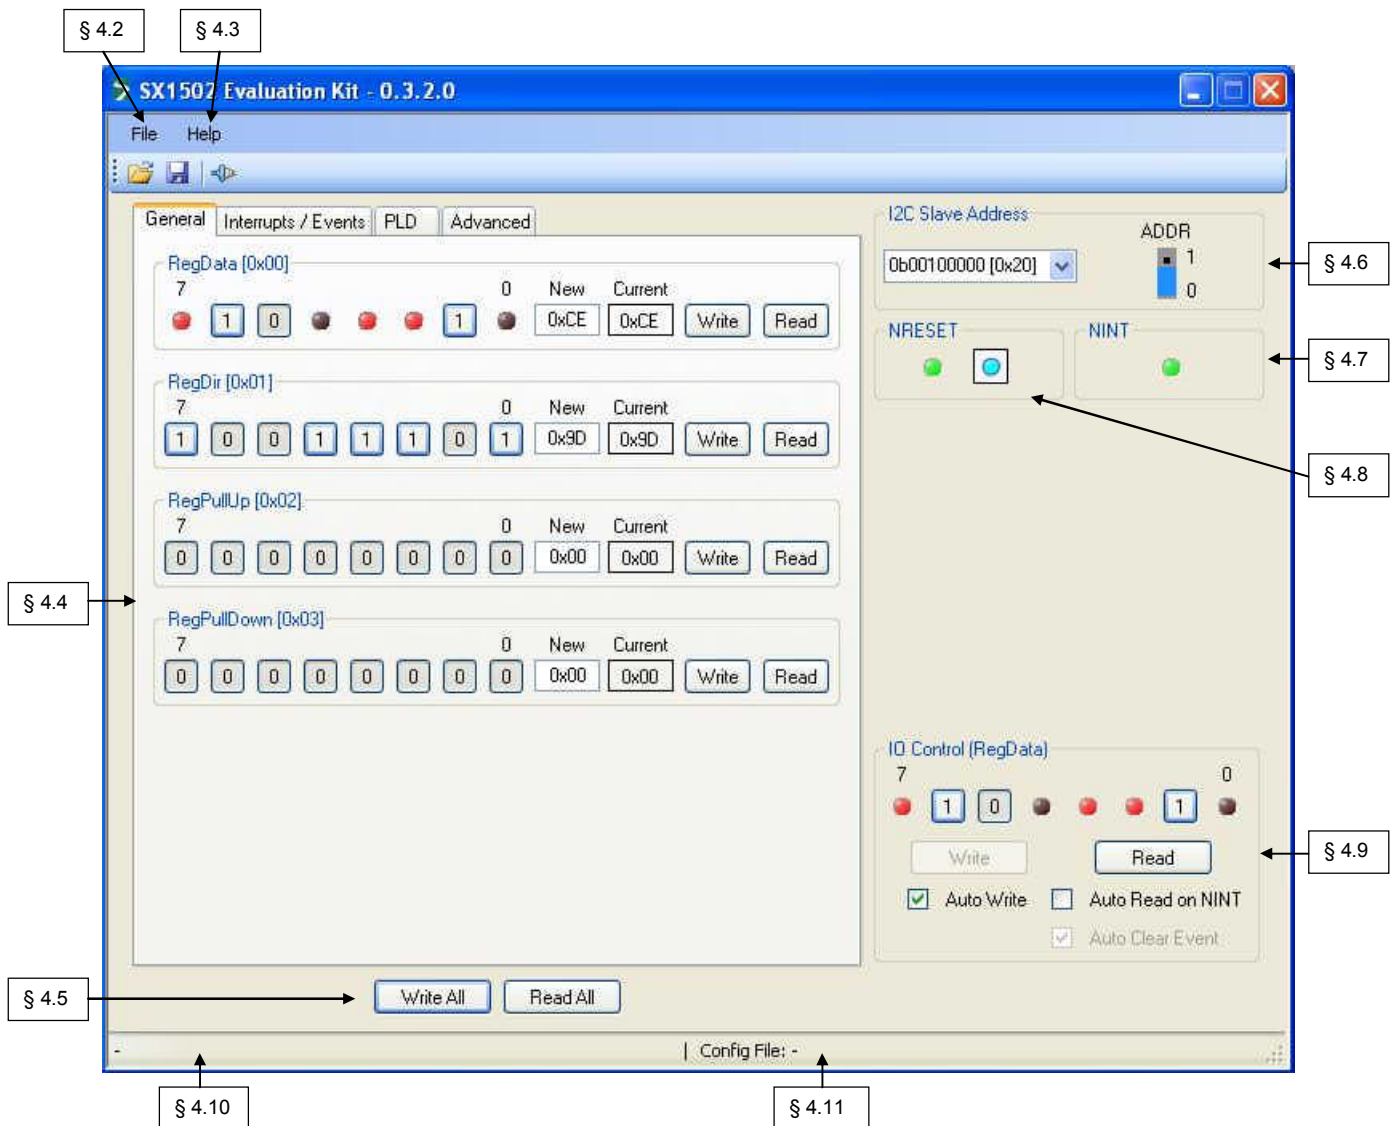 § 4.2
§ 4.3
SX1502 Evaluation Kit - 0.3.2.0
File Help
General Interrupts / Events PLD Advanced
RegData [0x00]
7 0 New Current
1 0 1 0xCE 0xCE Write Read
RegDir [0x01]
7 0 New Current
1 0 0 1 1 1 0 1 0x9D 0x9D Write Read
RegPullUp [0x02]
7 0 New Current
0 0 0 0 0 0 0 0 0x00 0x00 Write Read
RegPullDown [0x03]
7 0 New Current
0 0 0 0 0 0 0 0 0x00 0x00 Write Read
Write All Read All
I2C Slave Address
ADDR
0b00100000 [0x20]
1
0
NRESET
NINT
IO Control (RegData)
7 0
1 0 1
Write Read
Auto Write Auto Read on NINT
Auto Clear Event
- | Config File: -
§ 4.6
§ 4.7
§ 4.8
§ 4.4
§ 4.9
§ 4.5
§ 4.10
§ 4.11